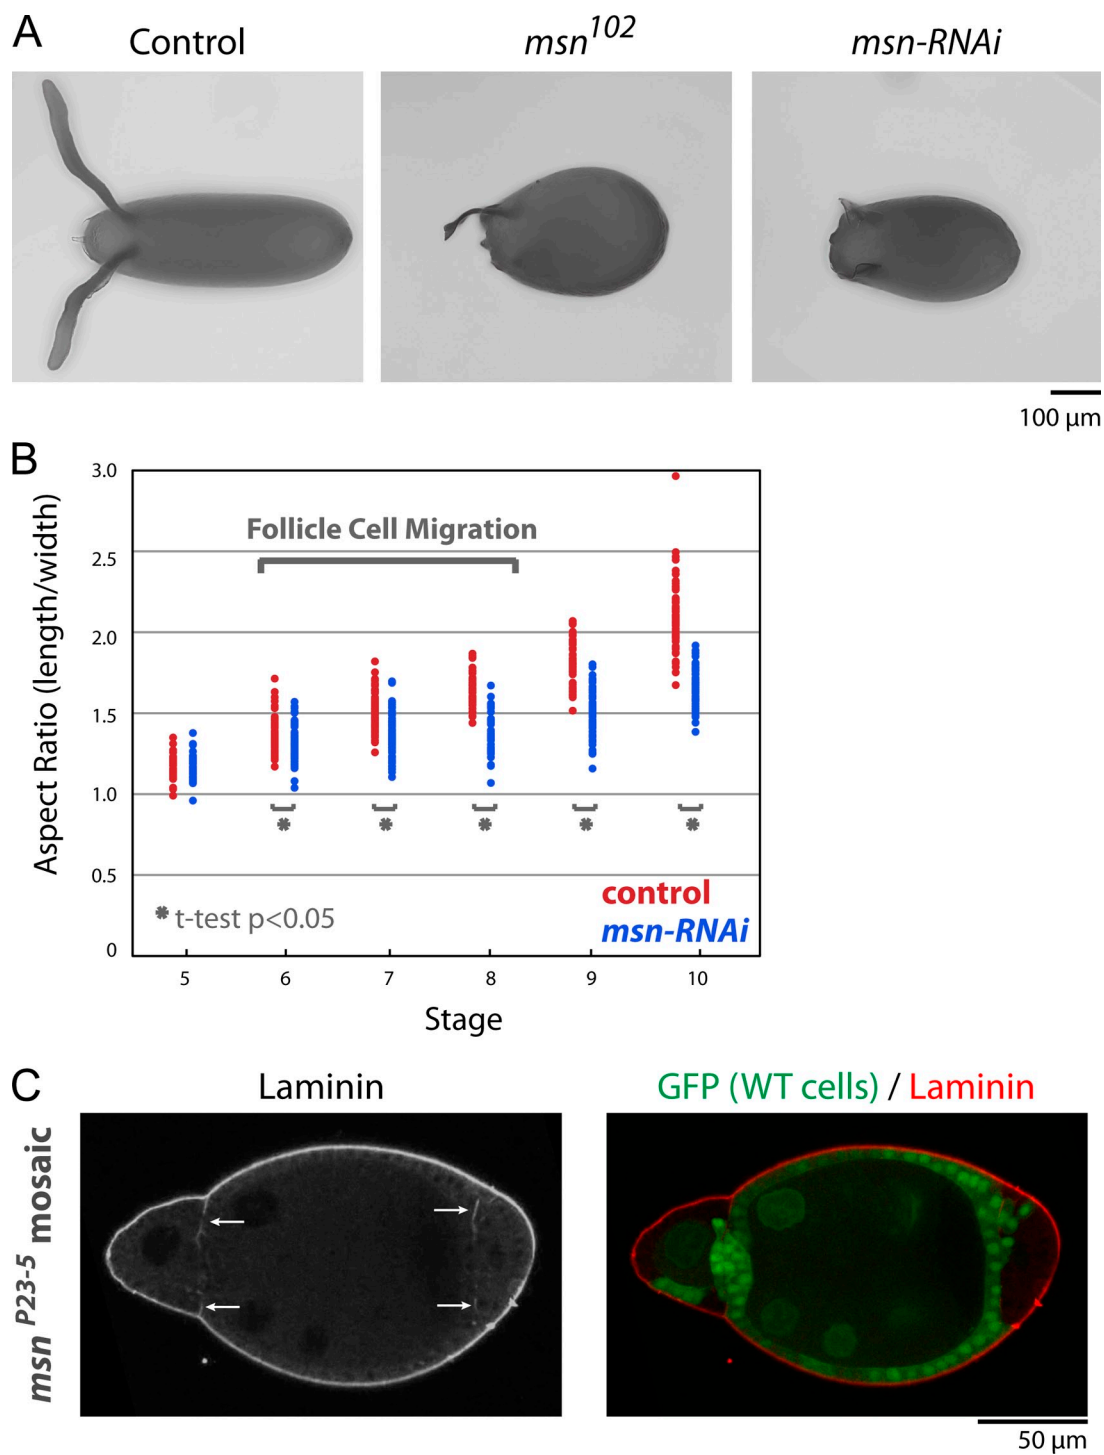 A
Control
msn102
msn-RNAi
100 µm
B
Aspect Ratio (length/width)
3.0
2.5
2.0
1.5
1.0
0.5
0
Follicle Cell Migration
* * * * *
* t-test p<0.05
control
msn-RNAi
5 6 7 8 9 10
Stage
C
Laminin
GFP (WT cells) / Laminin
msn P23-5 mosaic
50 µm